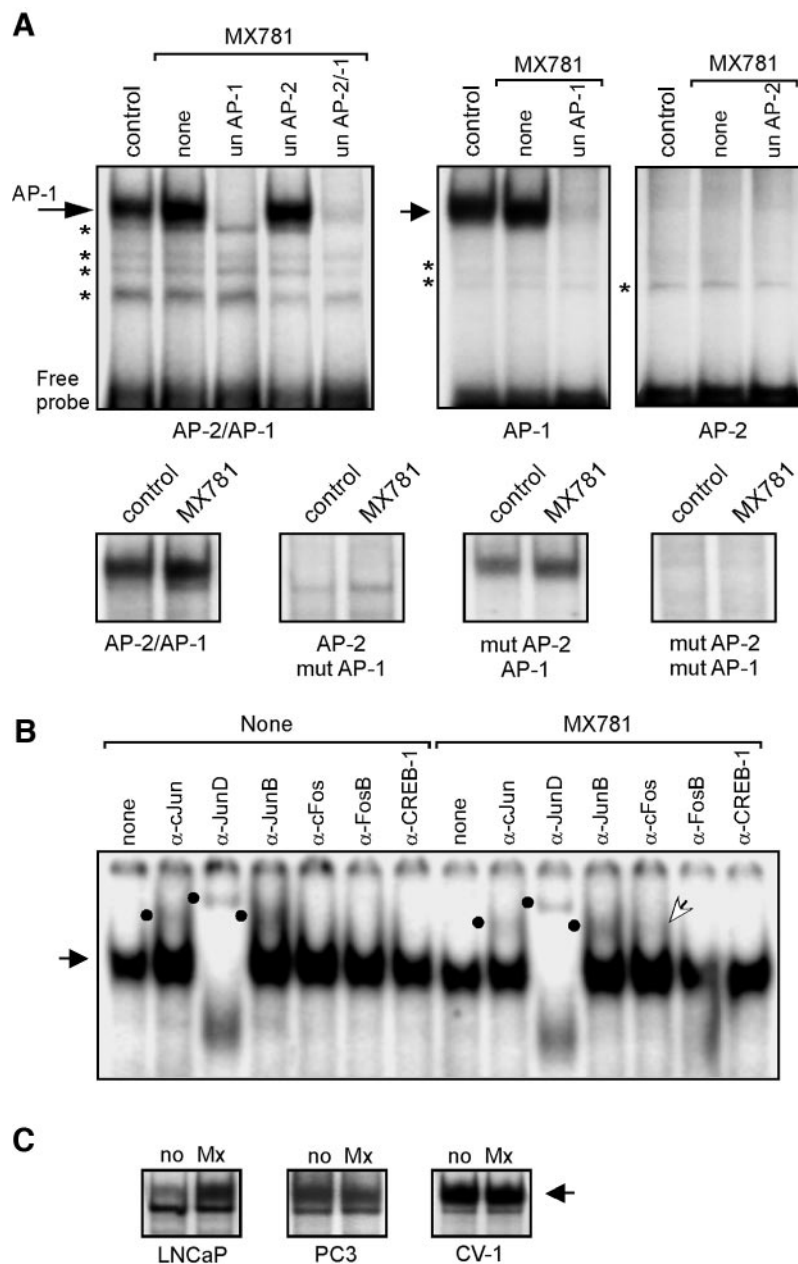 A
MX781
control
none
un AP-1
un AP-2
un AP-2/-1
AP-1
*
*
*
*
Free
probe
AP-2/AP-1
MX781
control
none
un AP-1
*
*
AP-1
MX781
control
none
un AP-2
*
AP-2
control
MX781
AP-2/AP-1
control
MX781
AP-2
mut AP-1
control
MX781
mut AP-2
AP-1
control
MX781
mut AP-2
mut AP-1
B
None
MX781
none
α-cJun
α-JunD
α-JunB
α-cFos
α-FosB
α-CREB-1
none
α-cJun
α-JunD
α-JunB
α-cFos
α-FosB
α-CREB-1
C
no Mx
LNCaP
no Mx
PC3
no Mx
CV-1